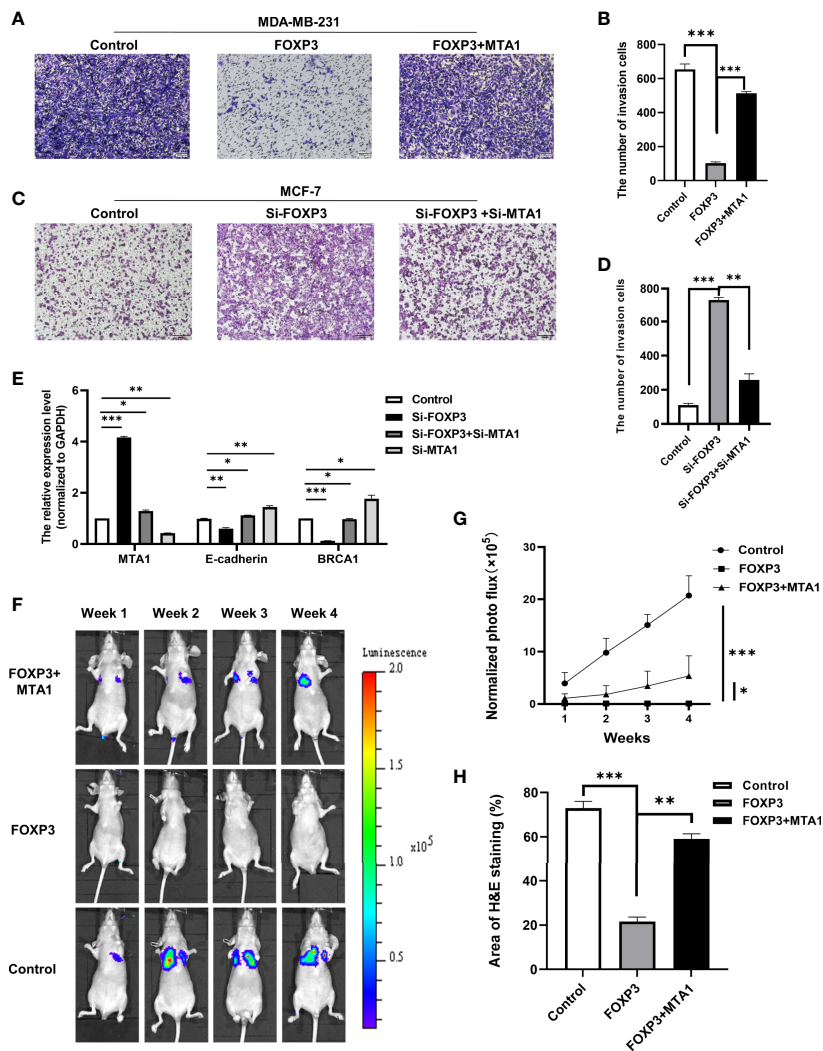 A
MDA-MB-231
Control
FOXP3
FOXP3+MTA1
B
The number of invasion cells
800
600
400
200
0
***
***
Control
FOXP3
FOXP3+MTA1
C
MCF-7
Control
Si-FOXP3
Si-FOXP3 +Si-MTA1
D
The number of invasion cells
800
600
400
200
0
***
**
Control
Si-FOXP3
Si-FOXP3+Si-MTA1
E
The relative expression level
(normalized to GAPDH)
6
4
2
0
**
*
***
**
*
**
*
*
***
MTA1
E-cadherin
BRCA1
Control
Si-FOXP3
Si-FOXP3+Si-MTA1
Si-MTA1
F
Week 1
Week 2
Week 3
Week 4
FOXP3+
MTA1
FOXP3
Control
Luminescence
2.0
1.5
1.0
x10⁵
0.5
G
Normalized photo flux(×10⁵)
30
20
10
0
1
2
3
4
Weeks
Control
FOXP3
FOXP3+MTA1
***
*
H
Area of H&E staining (%)
80
60
40
20
0
***
**
Control
FOXP3
FOXP3+MTA1
Control
FOXP3
FOXP3+MTA1